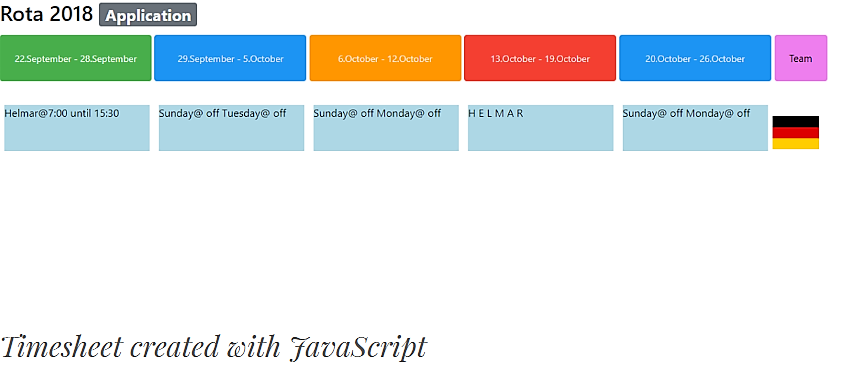 Rota 2018 Application
22.September - 28.September 29.September - 5.October 6.October - 12.October 13.October - 19.October 20.October - 26.October Team
Helmar@7:00 until 15:30 Sunday@ off Tuesday@ off Sunday@ off Monday@ off H E L M A R Sunday@ off Monday@ off
Timesheet created with JavaScript